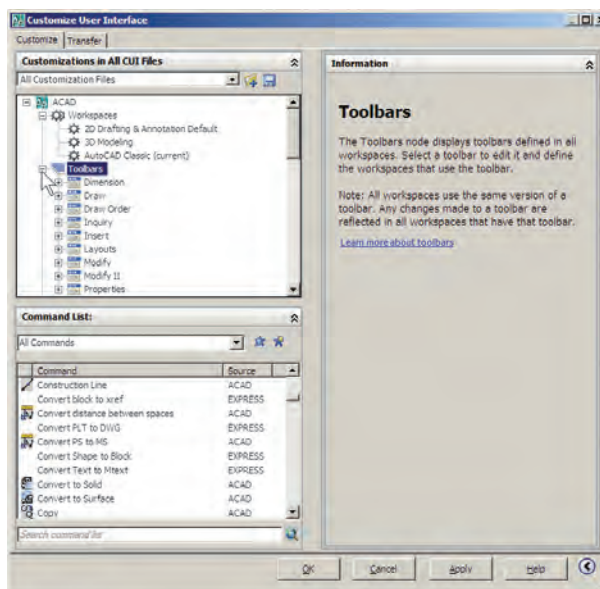 Customize User Interface
Customize Transfer
Customizations in All CUI Files
All Customization Files
ACAD
Workspaces
2D Drafting & Annotation Default
3D Modeling
AutoCAD Classic (current)
Toolbars
Dimension
Draw
Draw Order
Inquiry
Insert
Layouts
Modify
Modify II
Properties
Command List:
All Commands
Command Source
Construction Line ACAD
Convert block to xref EXPRESS
Convert distance between spaces ACAD
Convert PLT to DWG EXPRESS
Convert PS to MS ACAD
Convert Shape to Block EXPRESS
Convert Text to Mtext EXPRESS
Convert to Solid ACAD
Convert to Surface ACAD
Copy ACAD
Search command list
Information
Toolbars
The Toolbars node displays toolbars defined in all
workspaces. Select a toolbar to edit it and define
the workspaces that use the toolbar.
Note: All workspaces use the same version of a
toolbar. Any changes made to a toolbar are
reflected in all workspaces that have that toolbar.
Learn more about toolbars
OK Cancel Apply Help